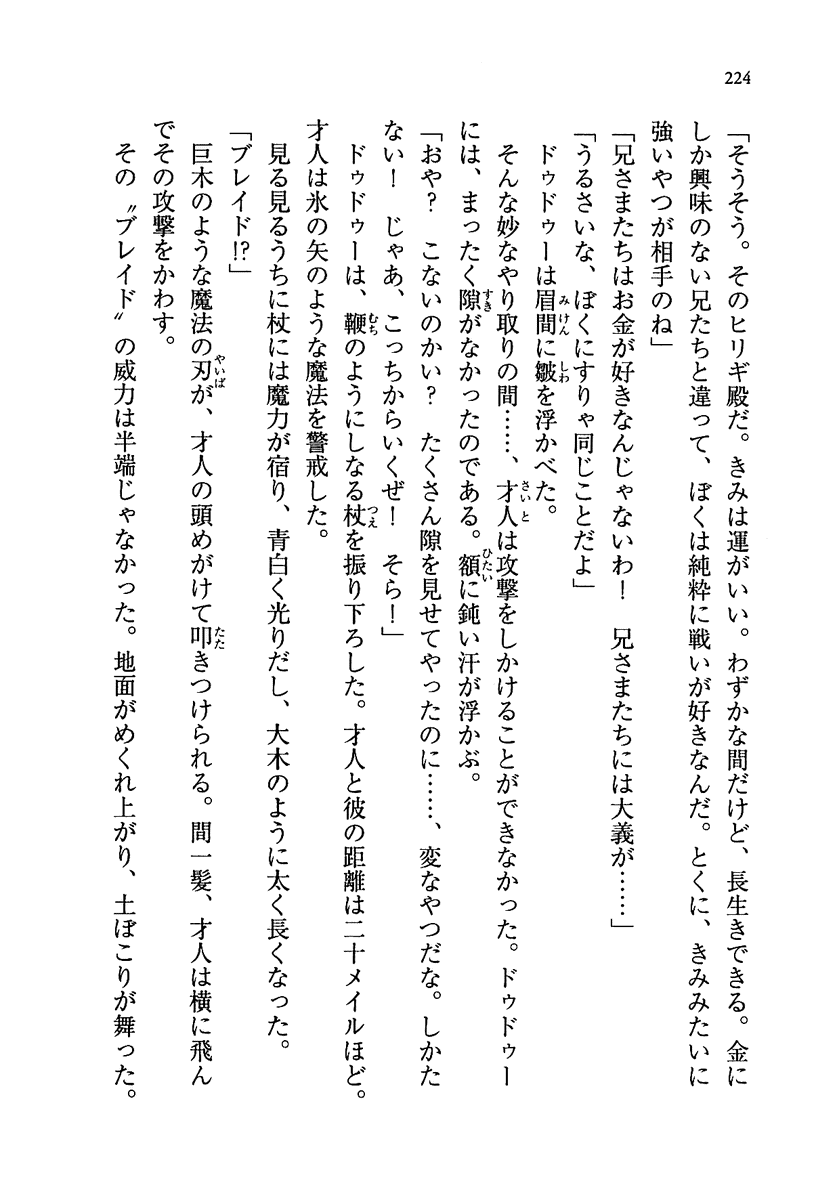 224
「そうそう。そのヒリギ殿だ。きみは運がいい。わずかな間だけど、長生きできる。金に
しか興味のない兄たちと違って、ぼくは純粋に戦いが好きなんだ。とくに、きみみたいに
強いやつが相手のね」
「兄さまたちはお金が好きなんじゃないわ！　兄さまたちには大義が……」
「うるさいな、ぼくにすりゃ同じことだよ」
ドゥドゥーは眉間に皺を浮かべた。
そんな妙なやり取りの間……、才人は攻撃をしかけることができなかった。ドゥドゥー
には、まったく隙がなかったのである。額に鈍い汗が浮かぶ。
「おや？　こないのかい？　たくさん隙を見せてやったのに……、変なやつだな。しかた
ない！　じゃあ、こっちからいくぜ！　そら！」
ドゥドゥーは、鞭のようにしなる杖を振り下ろした。才人と彼の距離は二十メイルほど。
才人は氷の矢のような魔法を警戒した。
見る見るうちに杖には魔力が宿り、青白く光りだし、大木のように太く長くなった。
「ブレイド!?」
巨木のような魔法の刃が、才人の頭めがけて叩きつけられる。間一髪、才人は横に飛ん
でその攻撃をかわす。
その〝ブレイド〟の威力は半端じゃなかった。地面がめくれ上がり、土ぼこりが舞った。